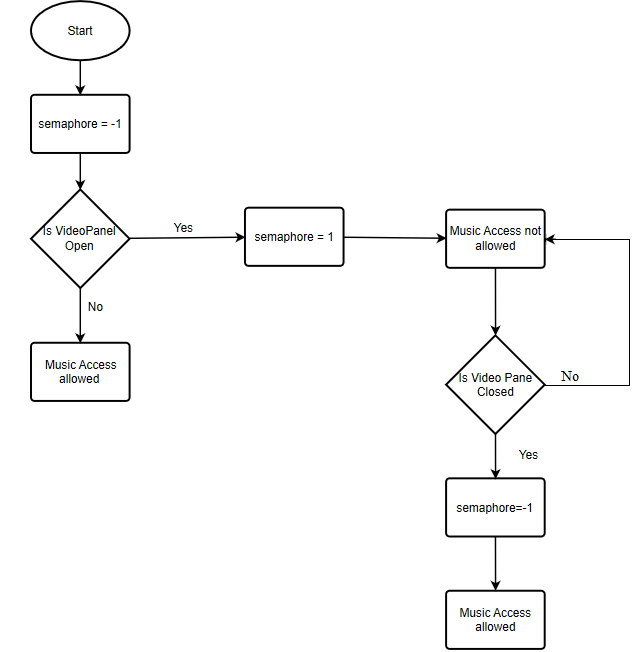 Start
semaphore = -1
Is VideoPanel
Open
Yes
semaphore = 1
Music Access not
allowed
No
Music Access
allowed
Is Video Pane
Closed
No
Yes
semaphore=-1
Music Access
allowed